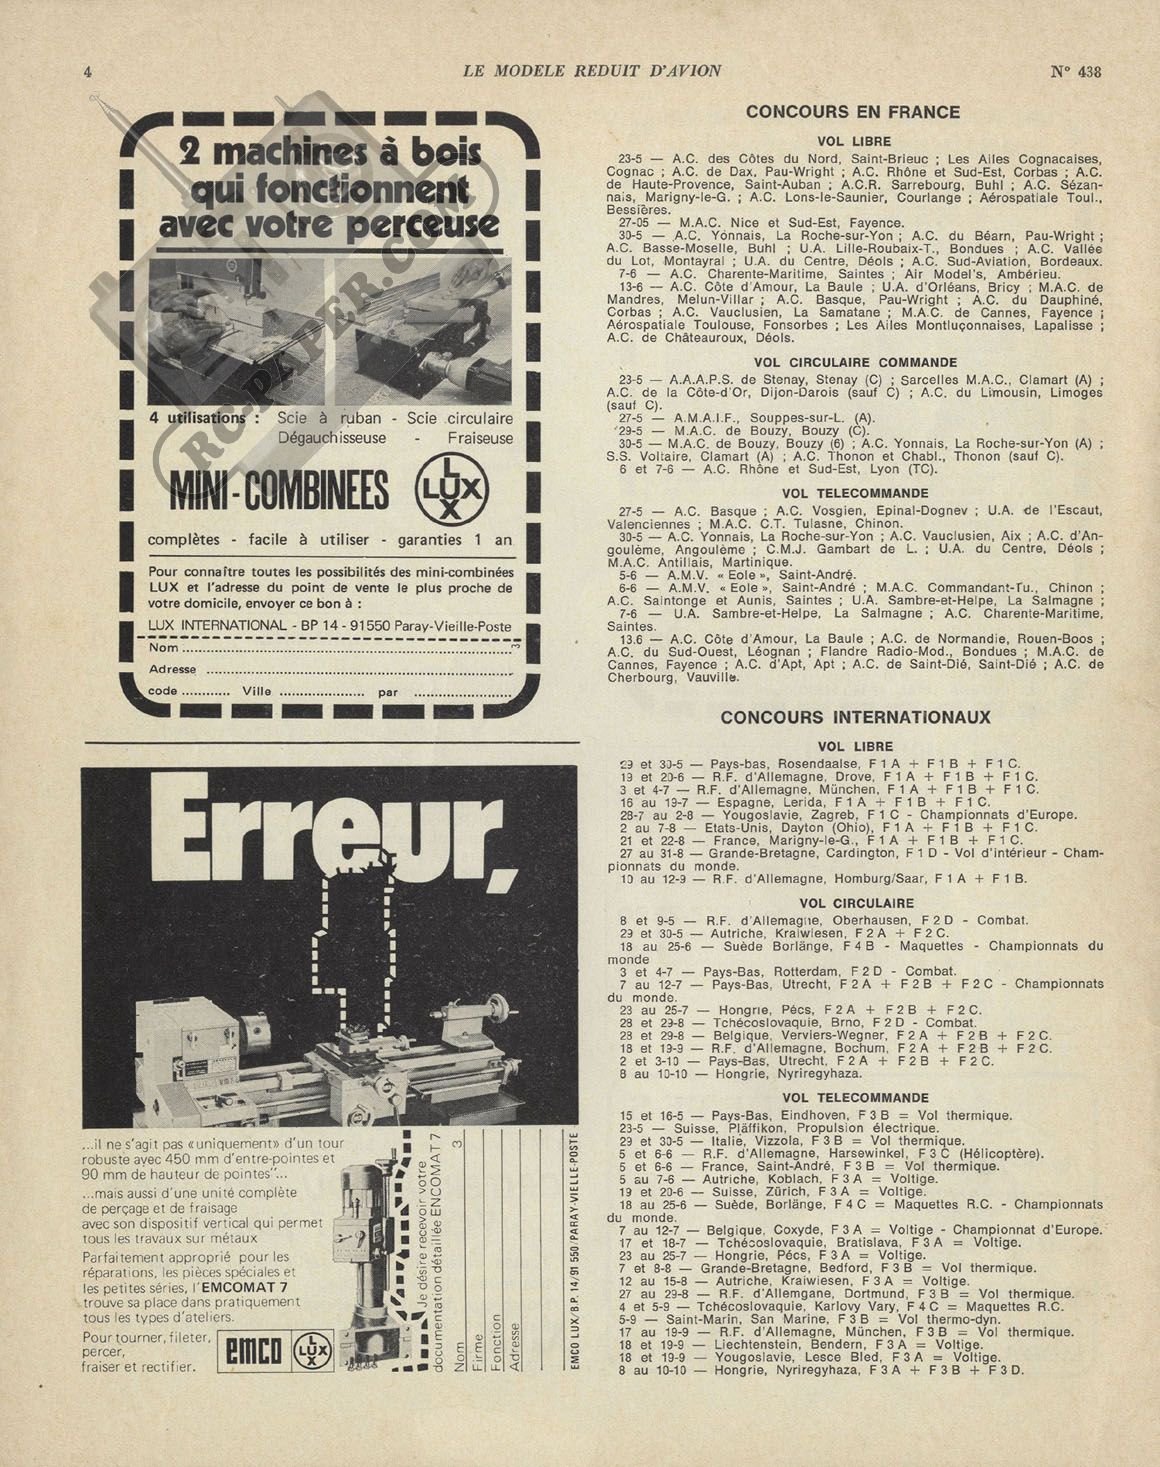 4
LE MODELE REDUIT D'AVION
N° 438
2 machines à bois
qui fonctionnent
avec votre perceuse
4 utilisations : Scie à ruban - Scie circulaire
Dégauchisseuse - Fraiseuse
MINI-COMBINEES
LUX
LUX
complètes - facile à utiliser - garanties 1 an
Pour connaître toutes les possibilités des mini-combinées
LUX et l'adresse du point de vente le plus proche de
votre domicile, envoyer ce bon à :
LUX INTERNATIONAL - BP 14 - 91550 Paray-Vieille-Poste
Nom : 3
Adresse
code Ville par
Erreur,
...il ne s'agit pas «uniquement» d'un tour
robuste avec 450 mm d'entre-pointes et
90 mm de hauteur de pointes"...
...mais aussi d'une unité complète
de perçage et de fraisage
avec son dispositif vertical qui permet
tous les travaux sur métaux
Parfaitement approprié pour les
réparations, les pièces spéciales et
les petites séries, l'EMCOMAT 7
trouve sa place dans pratiquement
tous les types d'ateliers.
Pour tourner, fileter,
percer,
fraiser et rectifier.
emco
LUX
LUX
Je désire recevoir votre
documentation détaillée ENCOMAT 7
Nom 3
Firme
Fonction
Adresse
EMCO LUX/B.P. 14/91 550/PARAY-VIELLE-POSTE
CONCOURS EN FRANCE
VOL LIBRE
23-5 — A.C. des Côtes du Nord, Saint-Brieuc ; Les Ailes Cognacaises,
Cognac ; A.C. de Dax, Pau-Wright ; A.C. Rhône et Sud-Est, Corbas ; A.C.
de Haute-Provence, Saint-Auban ; A.C.R. Sarrebourg, Buhl ; A.C. Sézan-
nais, Marigny-le-G. ; A.C. Lons-le-Saunier, Courlange ; Aérospatiale Toul.,
Bessières.
27-05 — M.A.C. Nice et Sud-Est, Fayence.
30-5 — A.C. Yonnais, La Roche-sur-Yon ; A.C. du Béarn, Pau-Wright ;
A.C. Basse-Moselle, Buhl ; U.A. Lille-Roubaix-T., Bondues ; A.C. Vallée
du Lot, Montayral ; U.A. du Centre, Déols ; A.C. Sud-Aviation, Bordeaux.
7-6 — A.C. Charente-Maritime, Saintes ; Air Model's, Ambérieu.
13-6 — A.C. Côte d'Amour, La Baule ; U.A. d'Orléans, Bricy ; M.A.C. de
Mandres, Melun-Villar ; A.C. Basque, Pau-Wright ; A.C. du Dauphiné,
Corbas ; A.C. Vauclusien, La Samatane ; M.A.C. de Cannes, Fayence ;
Aérospatiale Toulouse, Fonsorbes ; Les Ailes Montluçonnaises, Lapalisse ;
A.C. de Châteauroux, Déols.
VOL CIRCULAIRE COMMANDE
23-5 — A.A.A.P.S. de Stenay, Stenay (C) ; Sarcelles M.A.C., Clamart (A) ;
A.C. de la Côte-d'Or, Dijon-Darois (sauf C) ; A.C. du Limousin, Limoges
(sauf C).
27-5 — A.M.A.I.F., Souppes-sur-L. (A).
29-5 — M.A.C. de Bouzy, Bouzy (C).
30-5 — M.A.C. de Bouzy, Bouzy (6) ; A.C. Yonnais, La Roche-sur-Yon (A) ;
S.S. Voltaire, Clamart (A) ; A.C. Thonon et Chabl., Thonon (sauf C).
6 et 7-6 — A.C. Rhône et Sud-Est, Lyon (TC).
VOL TELECOMMANDE
27-5 — A.C. Basque ; A.C. Vosgien, Epinal-Dognev ; U.A. de l'Escaut,
Valenciennes ; M.A.C. C.T. Tulasne, Chinon.
30-5 — A.C. Yonnais, La Roche-sur-Yon ; A.C. Vauclusien, Aix ; A.C. d'An-
goulème, Angoulème ; C.M.J. Gambart de L. ; U.A. du Centre, Déols ;
M.A.C. Antillais, Martinique.
5-6 — A.M.V. « Eole », Saint-André.
6-6 — A.M.V. « Eole », Saint-André ; M.A.C. Commandant-Tu., Chinon ;
A.C. Saintonge et Aunis, Saintes ; U.A. Sambre-et-Helpe, La Salmagne ;
7-6 — U.A. Sambre-et-Helpe, La Salmagne ; A.C. Charente-Maritime,
Saintes.
13.6 — A.C. Côte d'Amour, La Baule ; A.C. de Normandie, Rouen-Boos ;
A.C. du Sud-Ouest, Léognan ; Flandre Radio-Mod., Bondues ; M.A.C. de
Cannes, Fayence ; A.C. d'Apt, Apt ; A.C. de Saint-Dié, Saint-Dié ; A.C. de
Cherbourg, Vauville.
CONCOURS INTERNATIONAUX
VOL LIBRE
29 et 30-5 — Pays-bas, Rosendaalse, F 1 A + F 1 B + F 1 C.
19 et 20-6 — R.F. d'Allemagne, Drove, F 1 A + F 1 B + F 1 C.
3 et 4-7 — R.F. d'Allemagne, München, F 1 A + F 1 B + F 1 C.
16 au 19-7 — Espagne, Lerida, F 1 A + F 1 B + F 1 C.
28-7 au 2-8 — Yougoslavie, Zagreb, F 1 C - Championnats d'Europe.
2 au 7-8 — Etats-Unis, Dayton (Ohio), F 1 A + F 1 B + F 1 C.
21 et 22-8 — France, Marigny-le-G., F 1 A + F 1 B + F 1 C.
27 au 31-8 — Grande-Bretagne, Cardington, F 1 D - Vol d'intérieur - Cham-
pionnats du monde.
10 au 12-9 — R.F. d'Allemagne, Homburg/Saar, F 1 A + F 1 B.
VOL CIRCULAIRE
8 et 9-5 — R.F. d'Allemagne, Oberhausen, F 2 D - Combat.
29 et 30-5 — Autriche, Kraiwiesen, F 2 A + F 2 C.
18 au 25-6 — Suède Borlänge, F 4 B - Maquettes - Championnats du
monde
3 et 4-7 — Pays-Bas, Rotterdam, F 2 D - Combat.
7 au 12-7 — Pays-Bas, Utrecht, F 2 A + F 2 B + F 2 C - Championnats
du monde.
23 au 25-7 — Hongrie, Pécs, F 2 A + F 2 B + F 2 C.
28 et 29-8 — Tchécoslovaquie, Brno, F 2 D - Combat.
28 et 29-8 — Belgique, Verviers-Wegner, F 2 A + F 2 B + F 2 C.
18 et 19-9 — R.F. d'Allemagne, Bochum, F 2 A + F 2 B + F 2 C.
2 et 3-10 — Pays-Bas, Utrecht, F 2 A + F 2 B + F 2 C.
8 au 10-10 — Hongrie, Nyriregyhaza.
VOL TELECOMMANDE
15 et 16-5 — Pays-Bas, Eindhoven, F 3 B = Vol thermique.
23-5 — Suisse, Pläffikon, Propulsion électrique.
29 et 30-5 — Italie, Vizzola, F 3 B = Vol thermique.
5 et 6-6 — R.F. d'Allemagne, Harsewinkel, F 3 C (Hélicoptère).
5 et 6-6 — France, Saint-André, F 3 B = Vol thermique.
5 au 7-6 — Autriche, Koblach, F 3 A = Voltige.
19 et 20-6 — Suisse, Zürich, F 3 A = Voltige.
18 au 25-6 — Suède, Borlänge, F 4 C = Maquettes R.C. - Championnats
du monde.
7 au 12-7 — Belgique, Coxyde, F 3 A = Voltige - Championnat d'Europe.
17 et 18-7 — Tchécoslovaquie, Bratislava, F 3 A = Voltige.
23 au 25-7 — Hongrie, Pécs, F 3 A = Voltige.
7 et 8-8 — Grande-Bretagne, Bedford, F 3 B = Vol thermique.
12 au 15-8 — Autriche, Kraiwiesen, F 3 A = Voltige.
27 au 29-8 — R.F. d'Allemgane, Dortmund, F 3 B = Vol thermique.
4 et 5-9 — Tchécoslovaquie, Karlovy Vary, F 4 C = Maquettes R.C.
5-9 — Saint-Marin, San Marine, F 3 B = Vol thermo-dyn.
17 au 19-9 — R.F. d'Allemagne, München, F 3 B = Vol thermique.
18 et 19-9 — Liechtenstein, Bendern, F 3 A = Voltige.
18 et 19-9 — Yougoslavie, Lesce Bled, F 3 A = Voltige.
8 au 10-10 — Hongrie, Nyriregyhaza, F 3 A + F 3 B + F 3 D.
RC-PAPER.COM